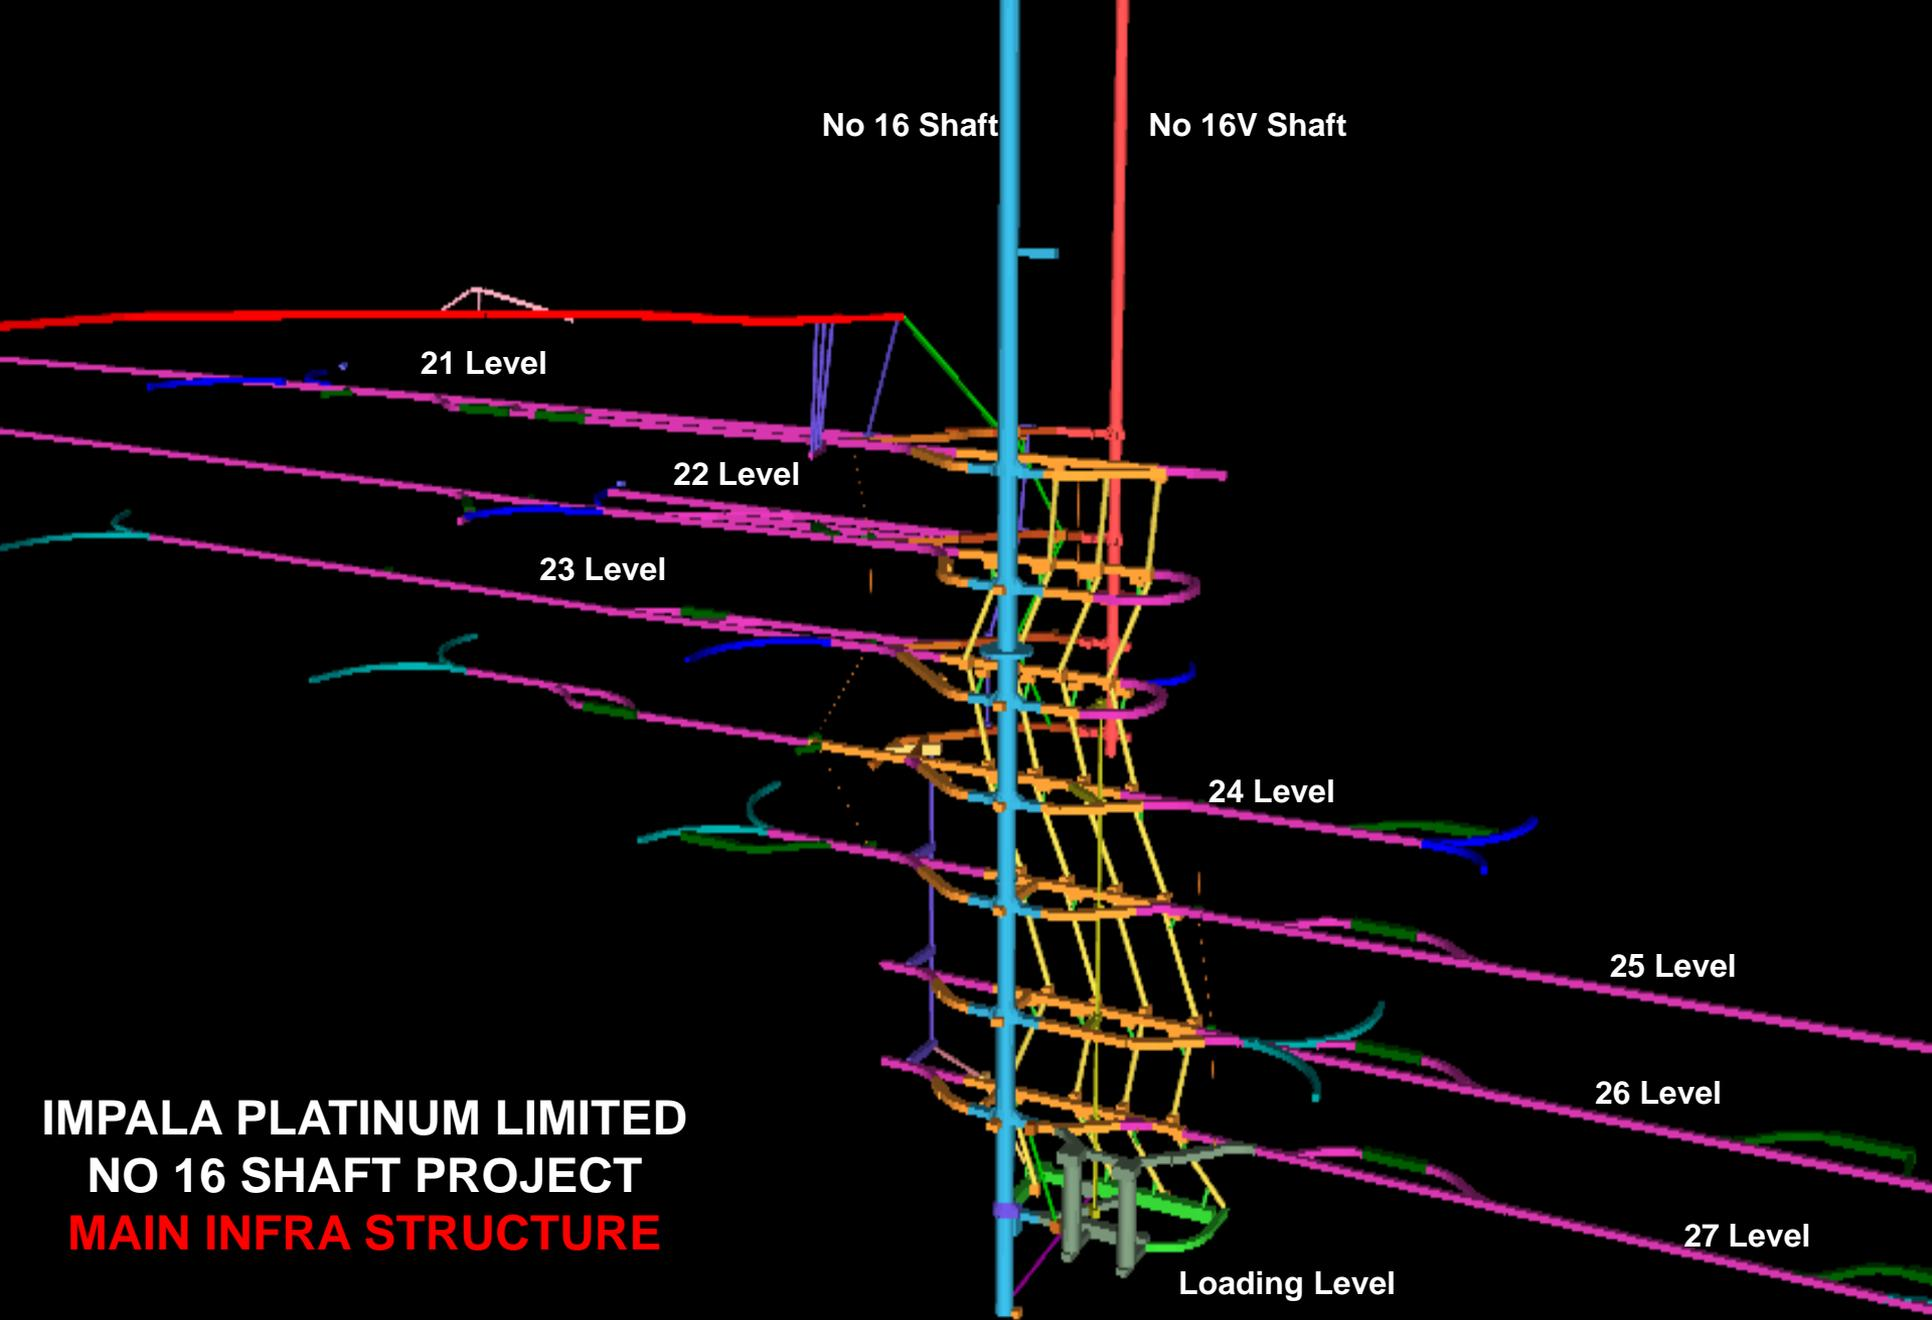 No 16 Shaft
No 16V Shaft
21 Level
22 Level
23 Level
24 Level
25 Level
26 Level
27 Level
Loading Level
IMPALA PLATINUM LIMITED
NO 16 SHAFT PROJECT
MAIN INFRA STRUCTURE